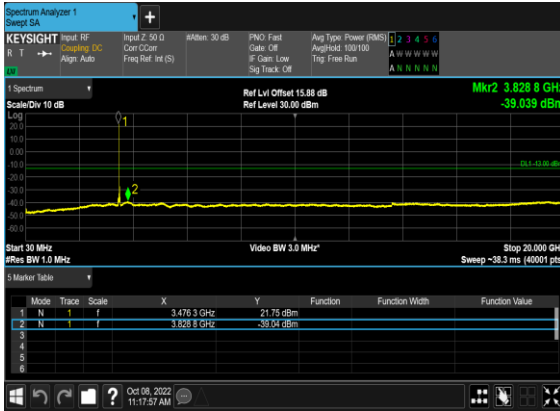 Spectrum Analyzer 1
Swept SA
+
KEYSIGHT
R T
Input: RF
Coupling: DC
Align: Auto
Input Z: 50 Ω
Corr CCorr
Freq Ref: Int (S)
#Atten: 30 dB
PNO: Fast
Gate: Off
IF Gain: Low
Sig Track: Off
Avg Type: Power (RMS)
Avg|Hold: 100/100
Trig: Free Run
1 2 3 4 5 6
A W W W W W
A N N N N N
1 Spectrum
Scale/Div 10 dB
Ref Lvl Offset 15.88 dB
Ref Level 30.00 dBm
Mkr2 3.828 8 GHz
-39.039 dBm
Log
20.0
10.0
0.00
-10.0
-20.0
-30.0
-40.0
-50.0
-60.0
1
2
DL1 -13.00 dBm
Start 30 MHz
#Res BW 1.0 MHz
Video BW 3.0 MHz*
Stop 20.000 GHz
Sweep ~38.3 ms (40001 pts)
5 Marker Table
Mode Trace Scale X Y Function Function Width Function Value
1 N 1 f 3.476 3 GHz 21.75 dBm
2 N 1 f 3.828 8 GHz -39.04 dBm
3
4
5
6
?
Oct 08, 2022
11:17:57 AM